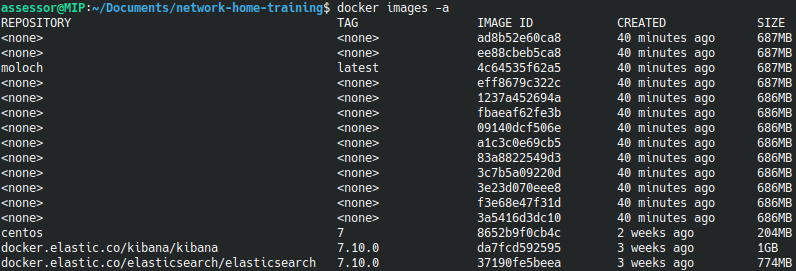 assessor@MIP:~/Documents/network-home-training$ docker images -a
REPOSITORY TAG IMAGE ID CREATED SIZE
<none> <none> ad8b52e60ca8 40 minutes ago 687MB
<none> <none> ee88cbeb5ca8 40 minutes ago 687MB
moloch latest 4c64535f62a5 40 minutes ago 687MB
<none> <none> eff8679c322c 40 minutes ago 687MB
<none> <none> 1237a452694a 40 minutes ago 686MB
<none> <none> fbaeaf62fe3b 40 minutes ago 686MB
<none> <none> 09140dcf506e 40 minutes ago 686MB
<none> <none> a1c3c0e69cb5 40 minutes ago 686MB
<none> <none> 83a8822549d3 40 minutes ago 686MB
<none> <none> 3c7b5a09220d 40 minutes ago 686MB
<none> <none> 3e23d070eee8 40 minutes ago 686MB
<none> <none> f3e68e47f31d 40 minutes ago 686MB
<none> <none> 3a5416d3dc10 40 minutes ago 686MB
centos 7 8652b9f0cb4c 2 weeks ago 204MB
docker.elastic.co/kibana/kibana 7.10.0 da7fcd592595 3 weeks ago 1GB
docker.elastic.co/elasticsearch/elasticsearch 7.10.0 37190fe5beea 3 weeks ago 774MB